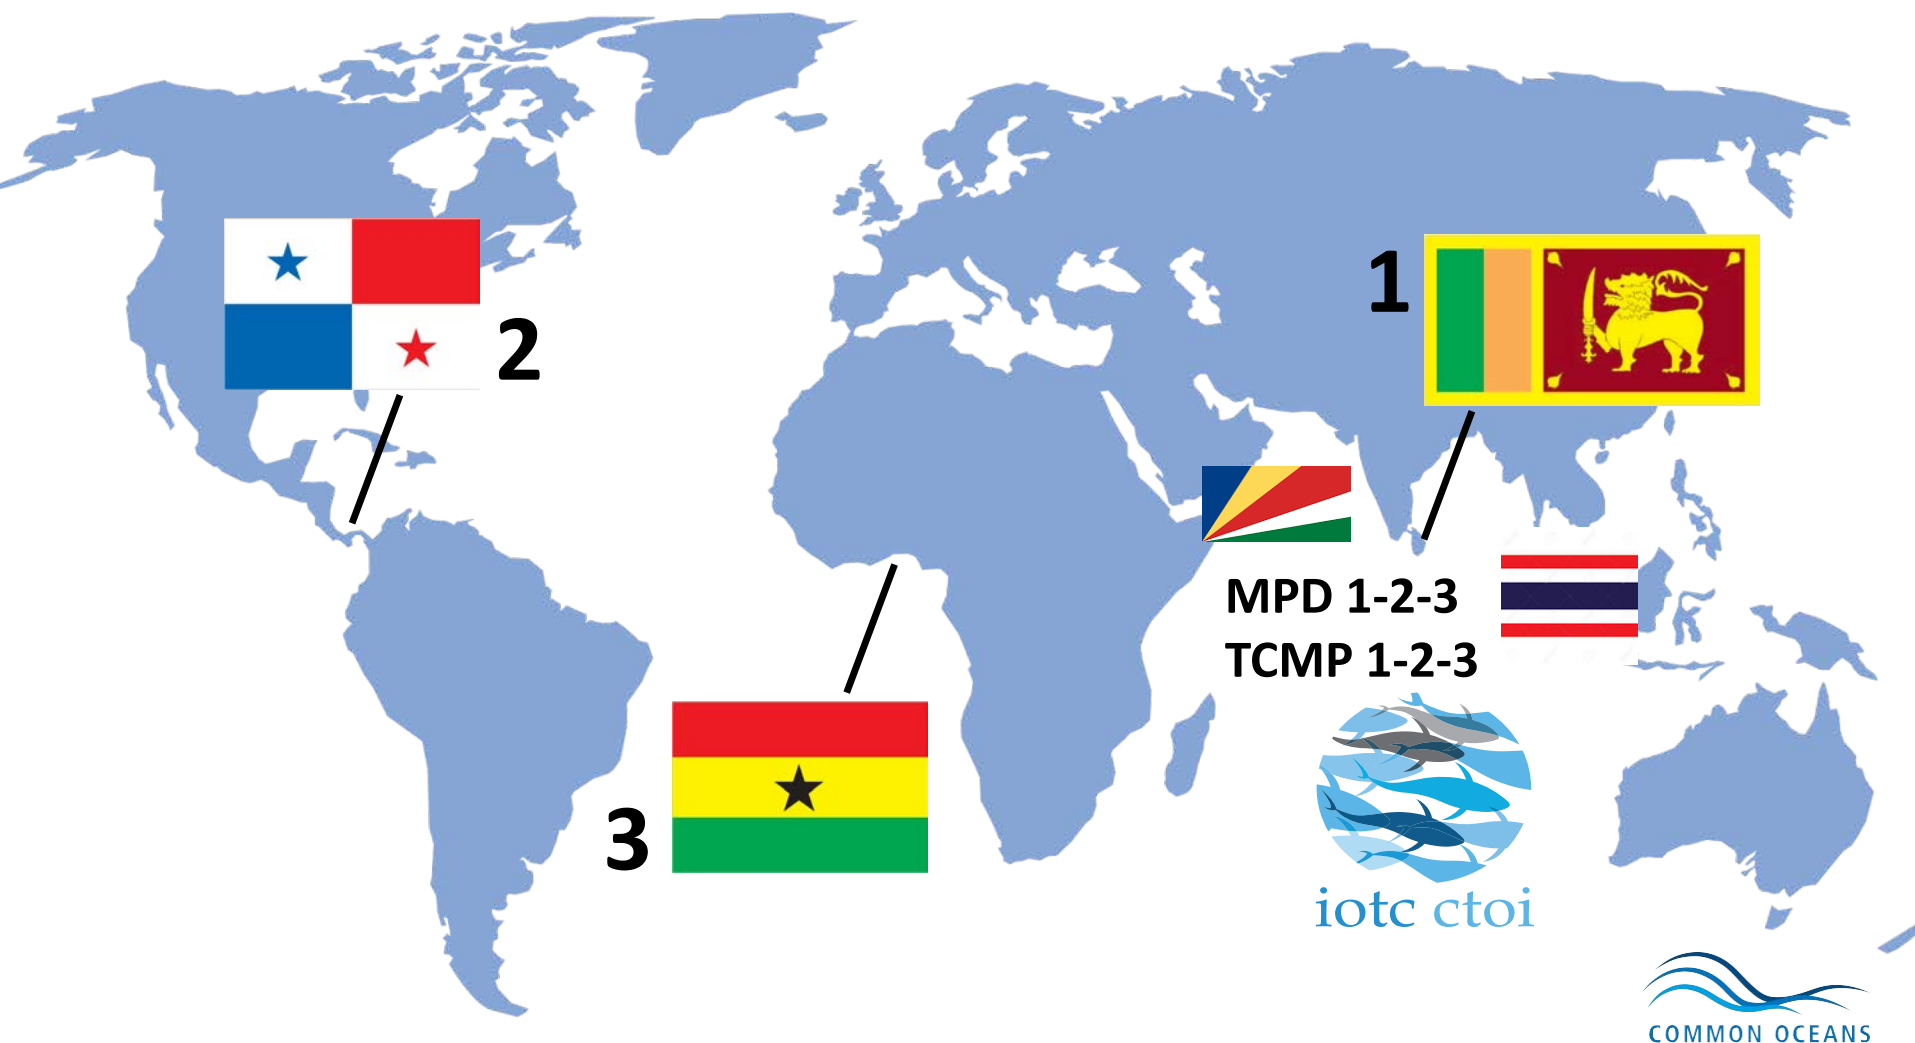 1
2
MPD 1-2-3
TCMP 1-2-3
3
iotc ctoi
COMMON OCEANS